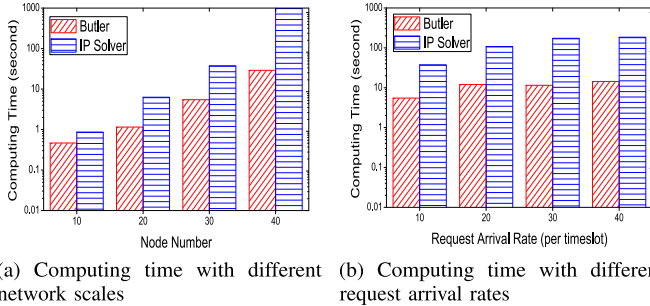 1000
100
10
1
0.1
0.01
Computing Time (second)
Butler
IP Solver
10 20 30 40
Node Number
1000
100
10
1
0.1
0.01
Computing Time (second)
Butler
IP Solver
10 20 30 40
Request Arrival Rate (per timeslot)
(a) Computing time with different
network scales
(b) Computing time with differen
request arrival rates